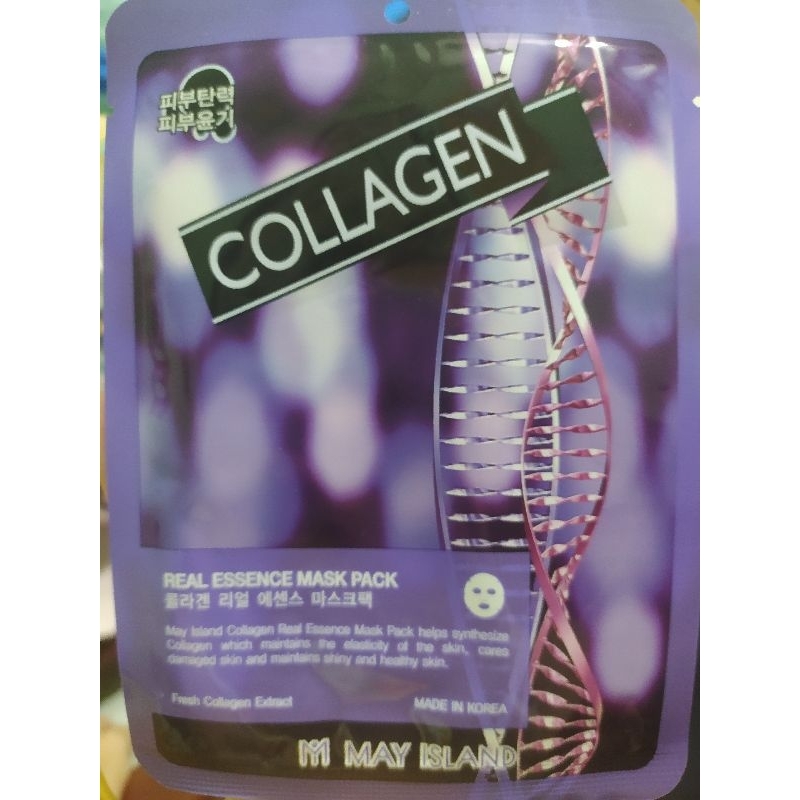 피부탄력
피부윤기
COLLAGEN
REAL ESSENCE MASK PACK
콜라겐 리얼 에센스 마스크팩
May Island Collagen Real Essence Mask Pack helps synthesize
Collagen which maintains the elasticity of the skin, cares
damaged skin and maintains shiny and healthy skin.
Fresh Collagen Extract
MADE IN KOREA
MAY ISLAND